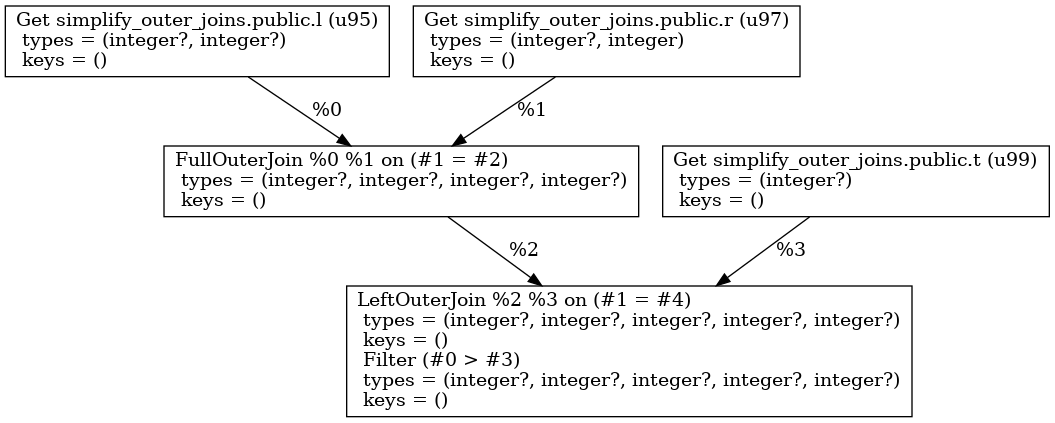 Get simplify_outer_joins.public.l (u95)
types = (integer?, integer?)
keys = ()
Get simplify_outer_joins.public.r (u97)
types = (integer?, integer)
keys = ()
%0
%1
FullOuterJoin %0 %1 on (#1 = #2)
types = (integer?, integer?, integer?, integer?)
keys = ()
Get simplify_outer_joins.public.t (u99)
types = (integer?)
keys = ()
%2
%3
LeftOuterJoin %2 %3 on (#1 = #4)
types = (integer?, integer?, integer?, integer?, integer?)
keys = ()
Filter (#0 > #3)
types = (integer?, integer?, integer?, integer?, integer?)
keys = ()